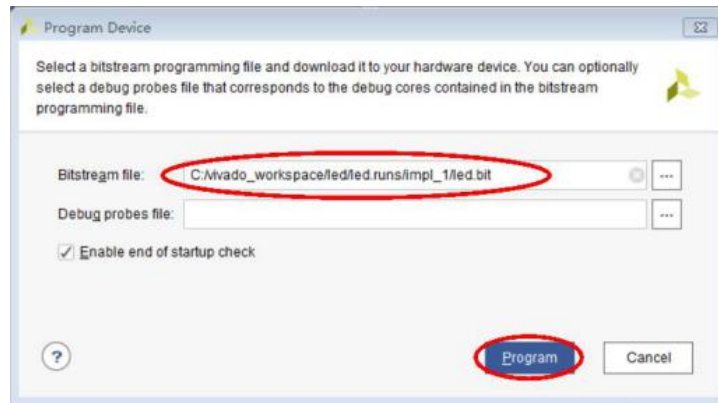 Program Device
Select a bitstream programming file and download it to your hardware device. You can optionally
select a debug probes file that corresponds to the debug cores contained in the bitstream
programming file.
Bitstream file: C:/vivado_workspace/led/led.runs/impl_1/led.bit ...
Debug probes file: ...
Enable end of startup check
? Program Cancel